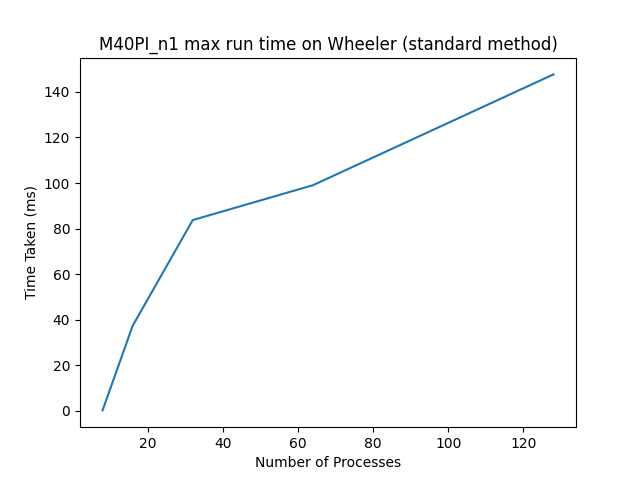 M40PI_n1 max run time on Wheeler (standard method)
140
120
100
80
60
40
20
0
Time Taken (ms)
20 40 60 80 100 120
Number of Processes